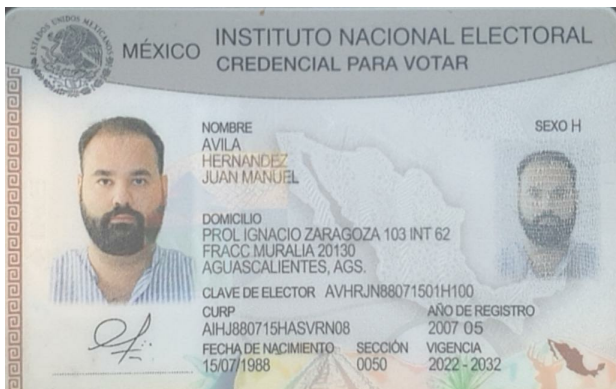 ESTADOS UNIDOS MEXICANOS
MÉXICO INSTITUTO NACIONAL ELECTORAL
CREDENCIAL PARA VOTAR
NOMBRE SEXO H
AVILA
HERNANDEZ
JUAN MANUEL
DOMICILIO
PROL IGNACIO ZARAGOZA 103 INT 62
FRACC MURALIA 20130
AGUASCALIENTES, AGS.
CLAVE DE ELECTOR AVHRJN88071501H100
CURP AÑO DE REGISTRO
AIHJ880715HASVRN08 2007 05
FECHA DE NACIMIENTO SECCIÓN VIGENCIA
15/07/1988 0050 2022 - 2032